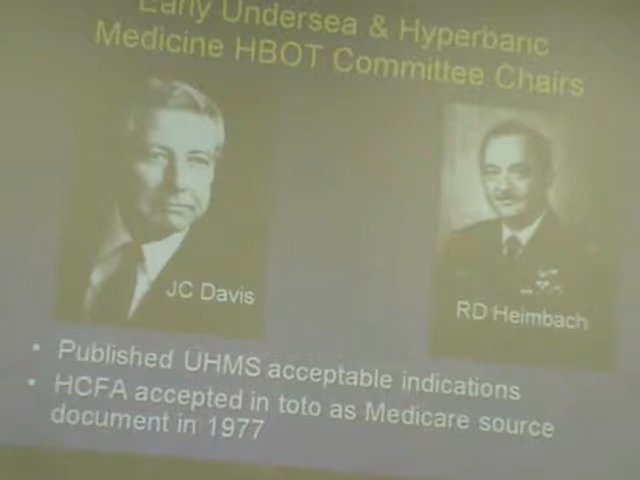 Early Undersea & Hyperbaric
Medicine HBOT Committee Chairs
JC Davis
RD Heimbach
• Published UHMS acceptable indications
• HCFA accepted in toto as Medicare source
document in 1977